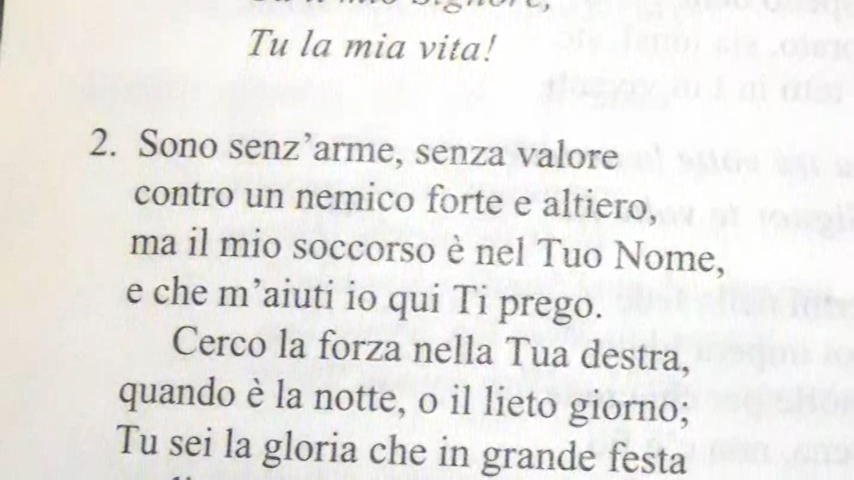 Signore,
Tu la mia vita!
2. Sono senz'arme, senza valore
contro un nemico forte e altiero,
ma il mio soccorso è nel Tuo Nome,
e che m'aiuti io qui Ti prego.
Cerco la forza nella Tua destra,
quando è la notte, o il lieto giorno;
Tu sei la gloria che in grande festa